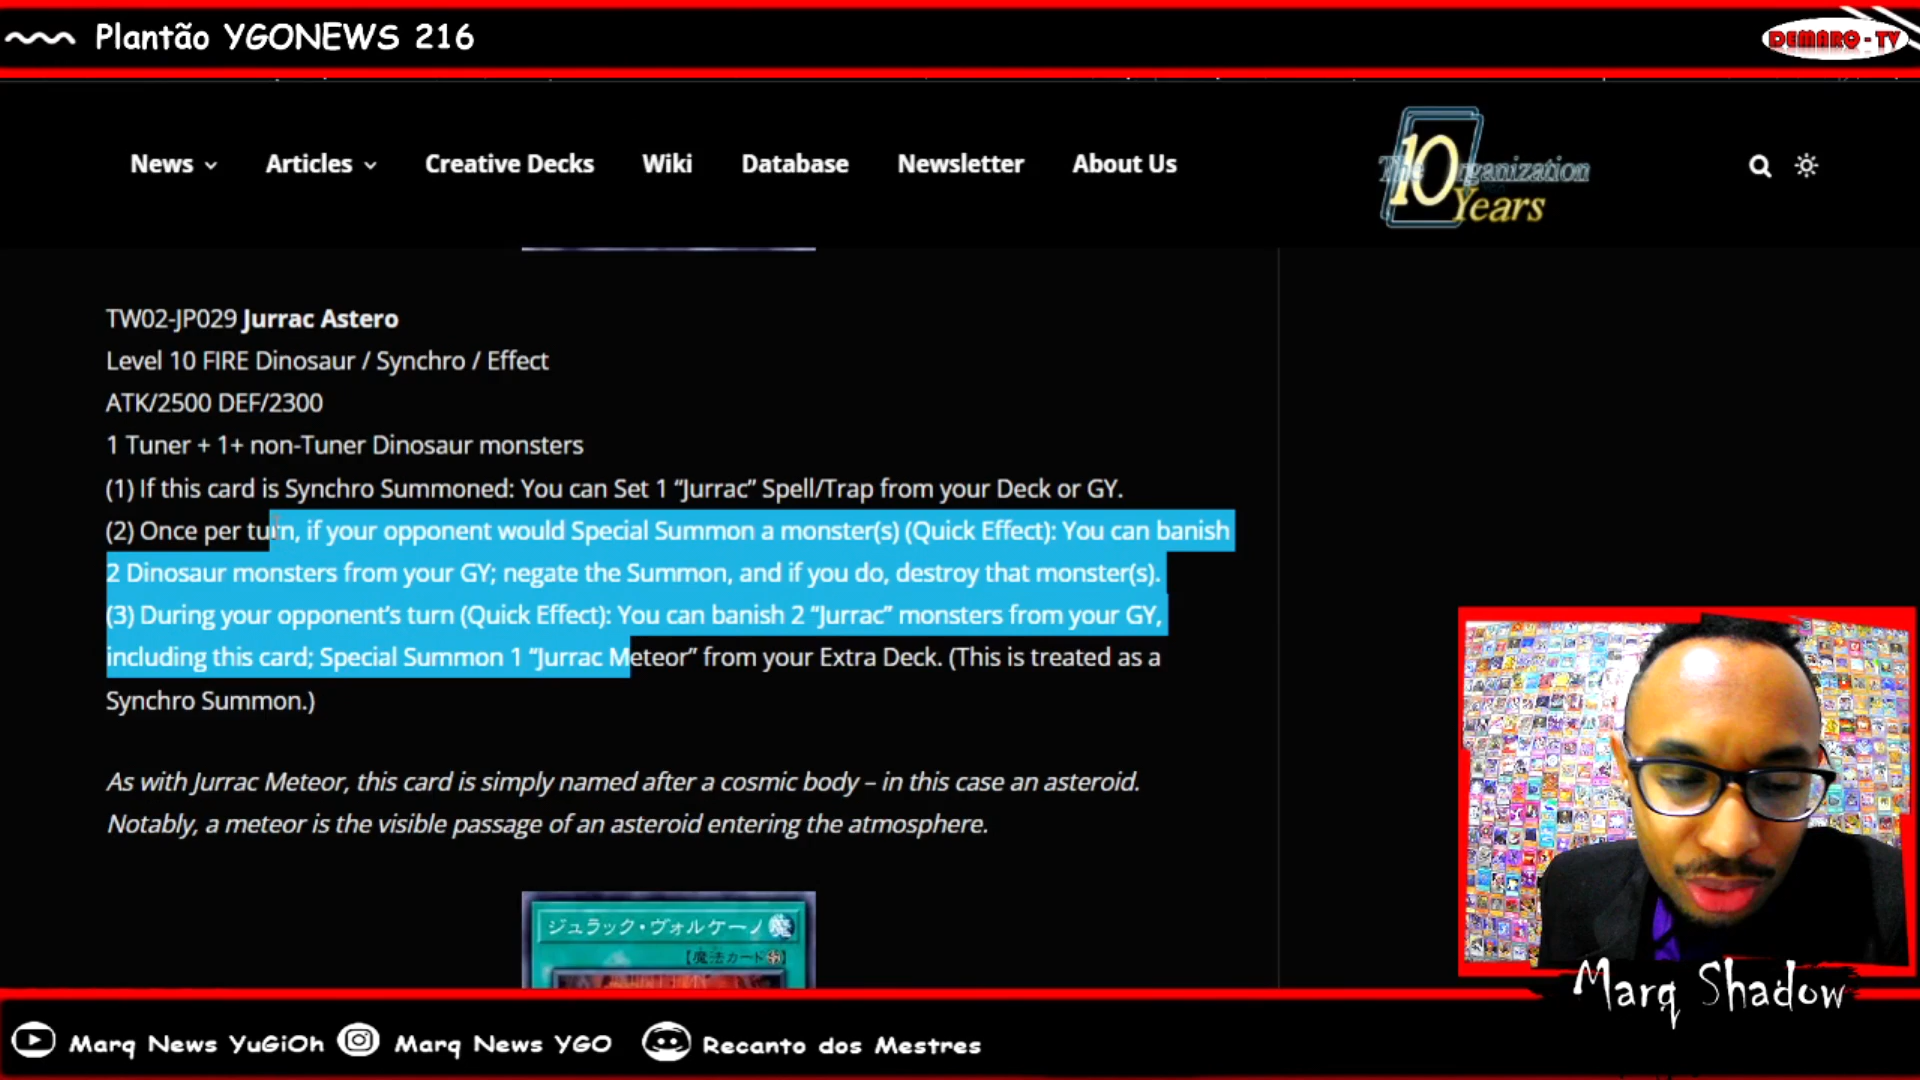 Plantão YGONEWS 216
DEMARQ-TV
News
Articles
Creative Decks
Wiki
Database
Newsletter
About Us
The Organization
10
Years
TW02-JP029 Jurrac Astero
Level 10 FIRE Dinosaur / Synchro / Effect
ATK/2500 DEF/2300
1 Tuner + 1+ non-Tuner Dinosaur monsters
(1) If this card is Synchro Summoned: You can Set 1 “Jurrac” Spell/Trap from your Deck or GY.
(2) Once per turn, if your opponent would Special Summon a monster(s) (Quick Effect): You can banish
2 Dinosaur monsters from your GY; negate the Summon, and if you do, destroy that monster(s).
(3) During your opponent’s turn (Quick Effect): You can banish 2 “Jurrac” monsters from your GY,
including this card; Special Summon 1 “Jurrac Meteor” from your Extra Deck. (This is treated as a
Synchro Summon.)
As with Jurrac Meteor, this card is simply named after a cosmic body – in this case an asteroid.
Notably, a meteor is the visible passage of an asteroid entering the atmosphere.
ジュラック・ヴォルケーノ
魔
【魔法カード】
Marq Shadow
Marq News YuGiOh
Marq News YGO
Recanto dos Mestres